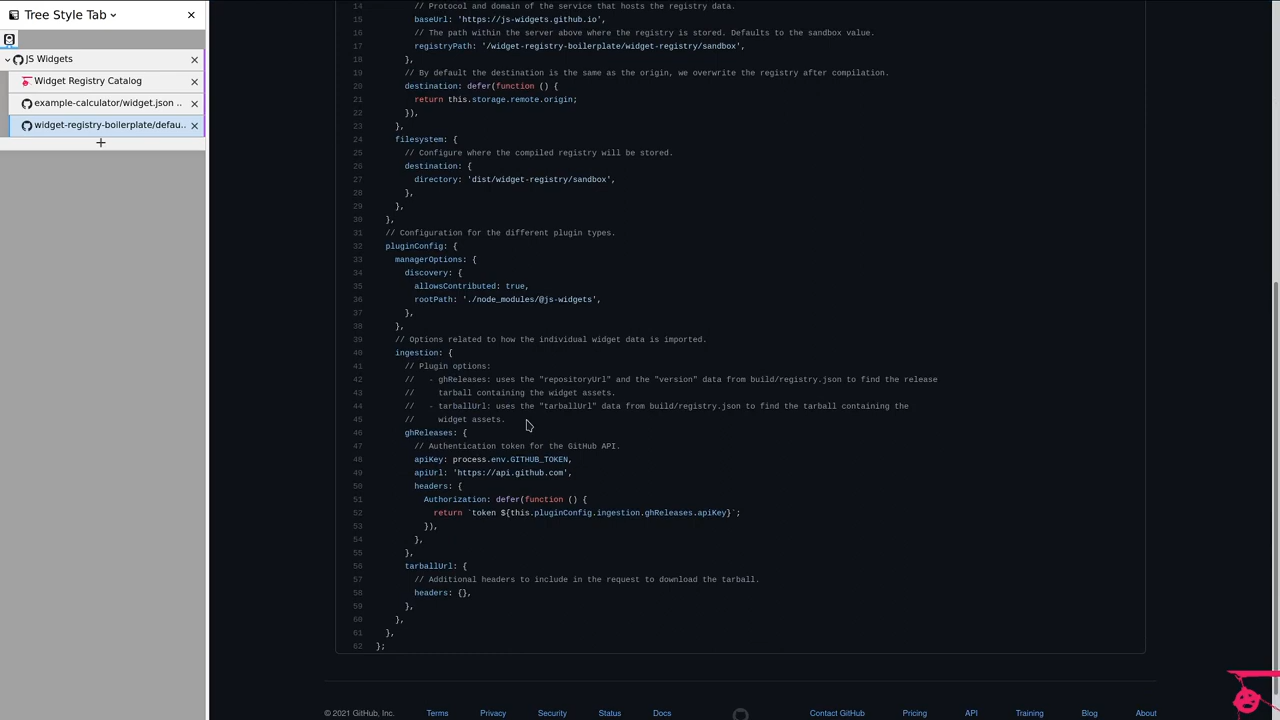 Tree Style Tab
JS Widgets
Widget Registry Catalog
example-calculator/widget.json ..
widget-registry-boilerplate/defau..
14 // Protocol and domain of the service that hosts the registry data.
15 baseUrl: 'https://js-widgets.github.io',
16 // The path within the server above where the registry is stored. Defaults to the sandbox value.
17 registryPath: '/widget-registry-boilerplate/widget-registry/sandbox',
18 },
19 // By default the destination is the same as the origin, we overwrite the registry after compilation.
20 destination: defer(function () {
21 return this.storage.remote.origin;
22 }),
23 },
24 filesystem: {
25 // Configure where the compiled registry will be stored.
26 destination: {
27 directory: 'dist/widget-registry/sandbox',
28 },
29 },
30 },
31 // Configuration for the different plugin types.
32 pluginConfig: {
33 managerOptions: {
34 discovery: {
35 allowsContributed: true,
36 rootPath: './node_modules/@js-widgets',
37 },
38 },
39 // Options related to how the individual widget data is imported.
40 ingestion: {
41 // Plugin options:
42 // - ghReleases: uses the "repositoryUrl" and the "version" data from build/registry.json to find the release
43 // tarball containing the widget assets.
44 // - tarballUrl: uses the "tarballUrl" data from build/registry.json to find the tarball containing the
45 // widget assets.
46 ghReleases: {
47 // Authentication token for the GitHub API.
48 apiKey: process.env.GITHUB_TOKEN,
49 apiUrl: 'https://api.github.com',
50 headers: {
51 Authorization: defer(function () {
52 return `token ${this.pluginConfig.ingestion.ghReleases.apiKey}`;
53 }),
54 },
55 },
56 tarballUrl: {
57 // Additional headers to include in the request to download the tarball.
58 headers: {},
59 },
60 },
61 },
62 };
© 2021 GitHub, Inc. Terms Privacy Security Status Docs Contact GitHub Pricing API Training Blog About